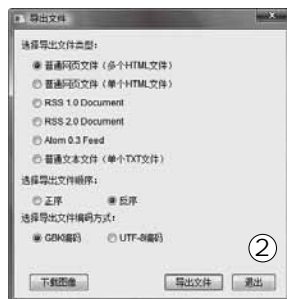 导出文件
选择导出文件类型：
普通网页文件（多个HTML文件）
普通网页文件（单个HTML文件）
RSS 1.0 Document
RSS 2.0 Document
Atom 0.3 Feed
普通文本文件（单个TXT文件）
选择导出文件顺序：
正序 反序
选择导出文件编码方式：
GBK编码 UTF-8编码
②
下载图像 导出文件 退出